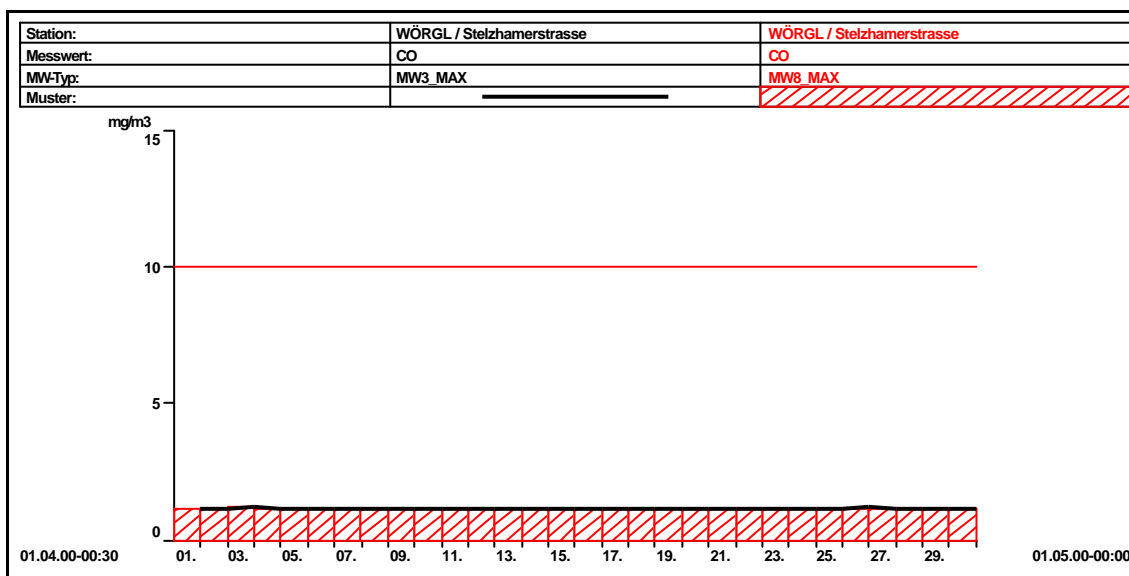 Station: WÖRGL / Stelzhamerstrasse WÖRGL / Stelzhamerstrasse
Messwert: CO CO
MW-Typ: MW3_MAX MW8_MAX
Muster:
mg/m3
15
10
5
0
01.04.00-00:30 01. 03. 05. 07. 09. 11. 13. 15. 17. 19. 21. 23. 25. 27. 29. 01.05.00-00:00